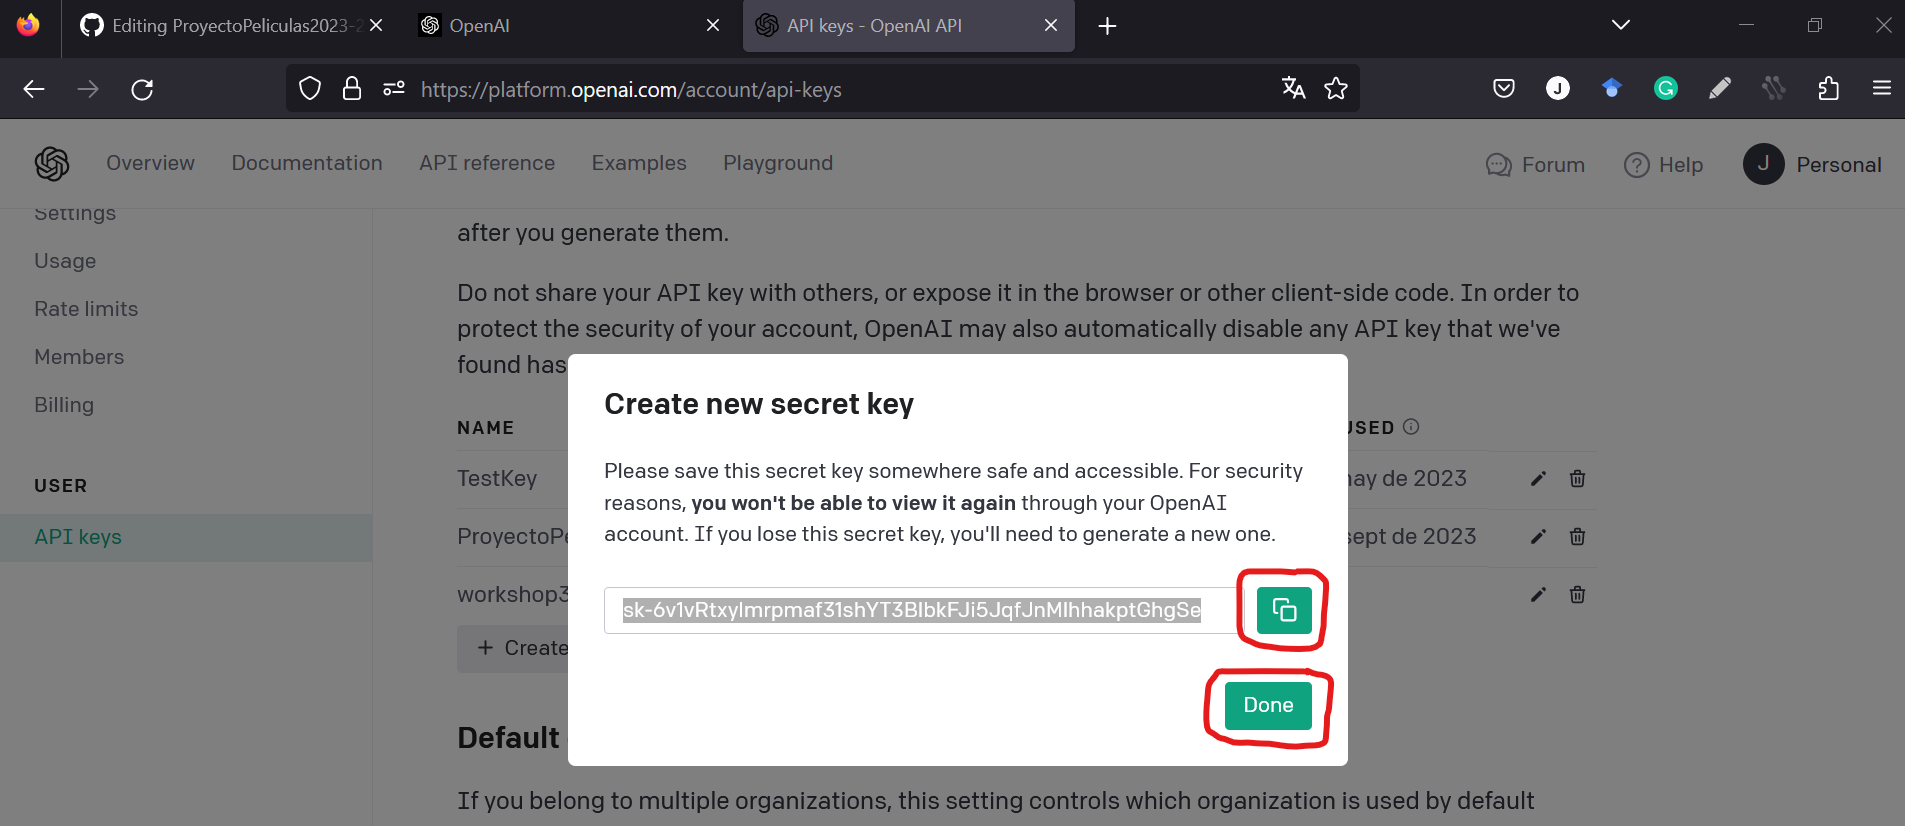 Editing ProyectoPeliculas2023-2
OpenAI
API keys - OpenAI API
https://platform.openai.com/account/api-keys
J
G
Overview
Documentation
API reference
Examples
Playground
Forum
Help
J
Personal
Settings
Usage
Rate limits
Members
Billing
USER
API keys
after you generate them.
Do not share your API key with others, or expose it in the browser or other client-side code. In order to
protect the security of your account, OpenAI may also automatically disable any API key that we've
found has
NAME
USED
TestKey
may de 2023
ProyectoPe
sept de 2023
workshop3
+ Create
Create new secret key
Please save this secret key somewhere safe and accessible. For security
reasons, you won't be able to view it again through your OpenAI
account. If you lose this secret key, you'll need to generate a new one.
Done
Default
If you belong to multiple organizations, this setting controls which organization is used by default